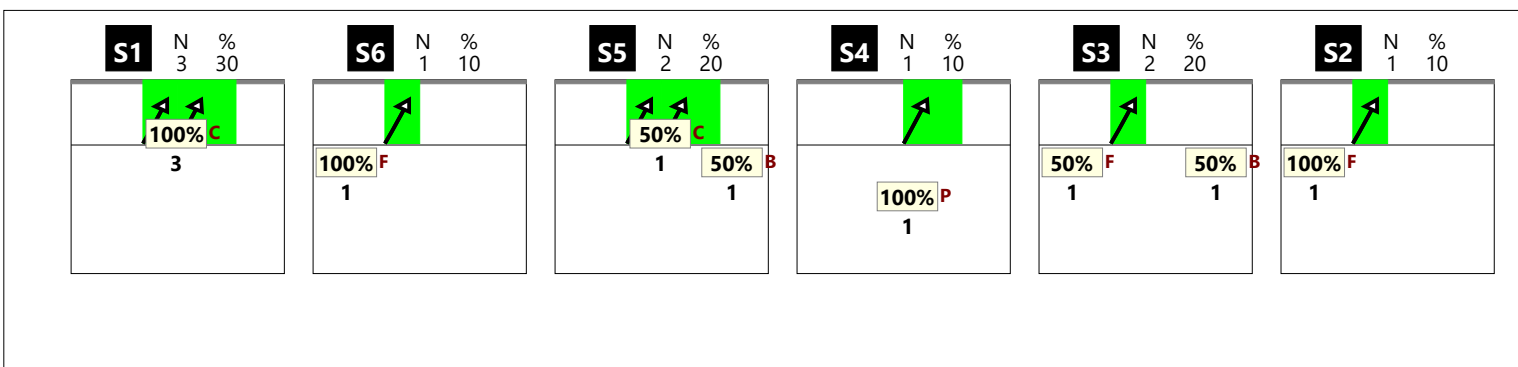 S1 N % 3 30
100% C
3
S6 N % 1 10
100% F
1
S5 N % 2 20
50% C
1
50% B
1
S4 N % 1 10
100% P
1
S3 N % 2 20
50% F
1
50% B
1
S2 N % 1 10
100% F
1